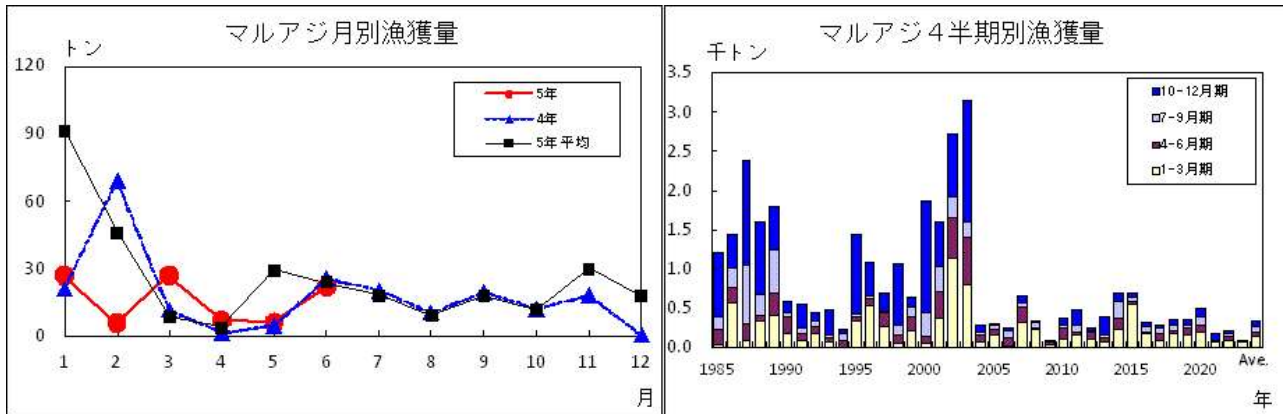 マルアジ月別漁獲量
トン
120
90
60
30
0
5年
4年
5年平均
1 2 3 4 5 6 7 8 9 10 11 12
月
マルアジ4半期別漁獲量
千トン
3.5
3.0
2.5
2.0
1.5
1.0
0.5
0.0
10-12月期
7-9月期
4-6月期
1-3月期
1985 1990 1995 2000 2005 2010 2015 2020 Ave.
年